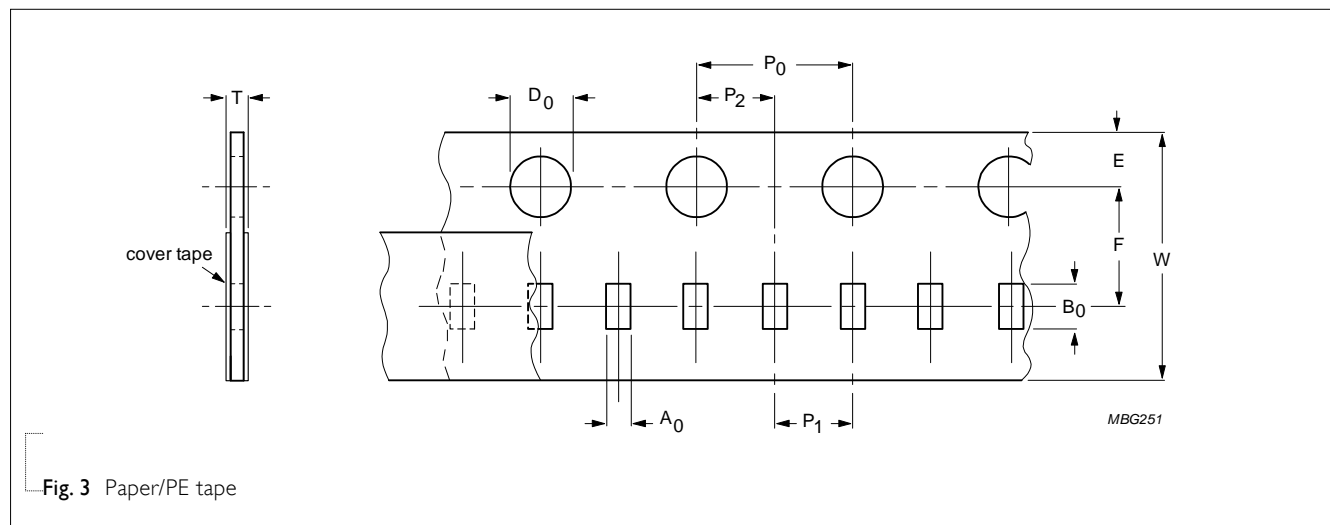 P0
T
D0
P2
E
F
W
cover tape
B0
A0
P1
MBG251
Fig. 3 Paper/PE tape